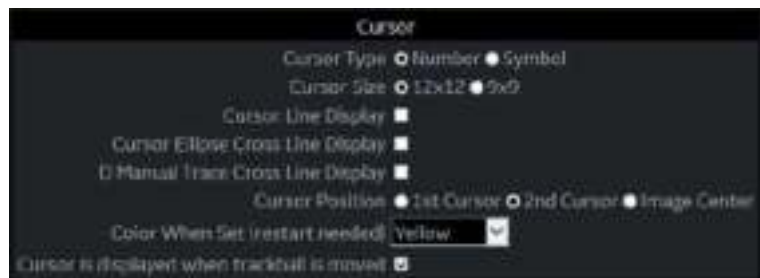 Cursor
Cursor Type Number Symbol
Cursor Size 12x12 9x9
Cursor Line Display
Cursor Ellipse Cross Line Display
D Manual Trace Cross Line Display
Cursor Position 1st Cursor 2nd Cursor Image Center
Color When Set (restart needed) Yellow
Cursor is displayed when trackball is moved